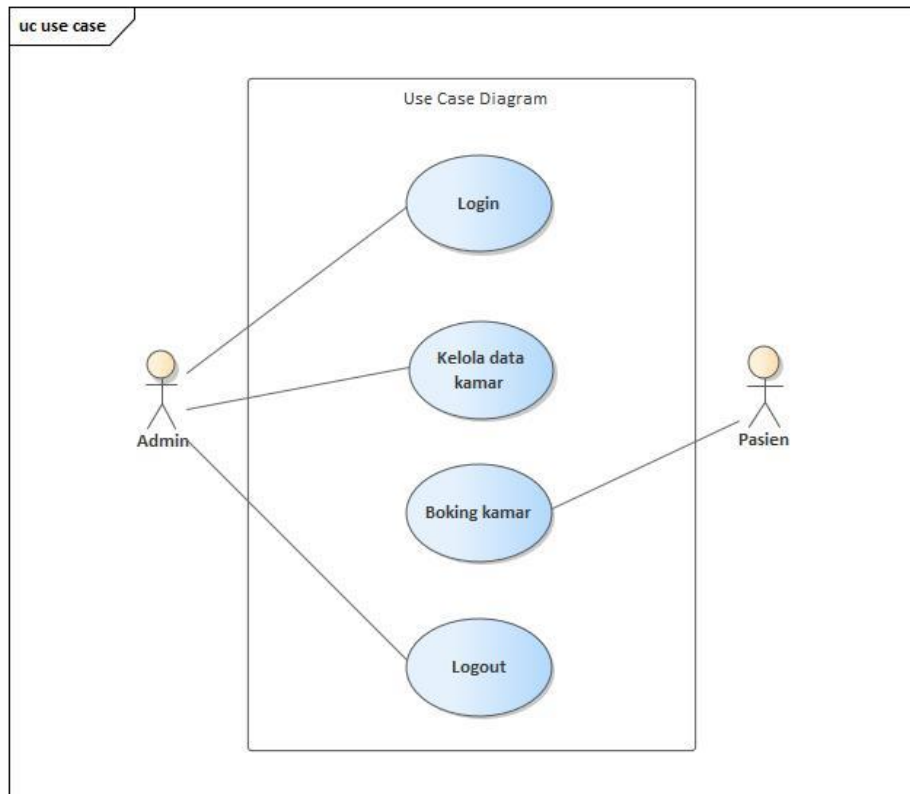 uc use case
Use Case Diagram
Login
Kelola data
kamar
Admin
Pasien
Boking kamar
Logout